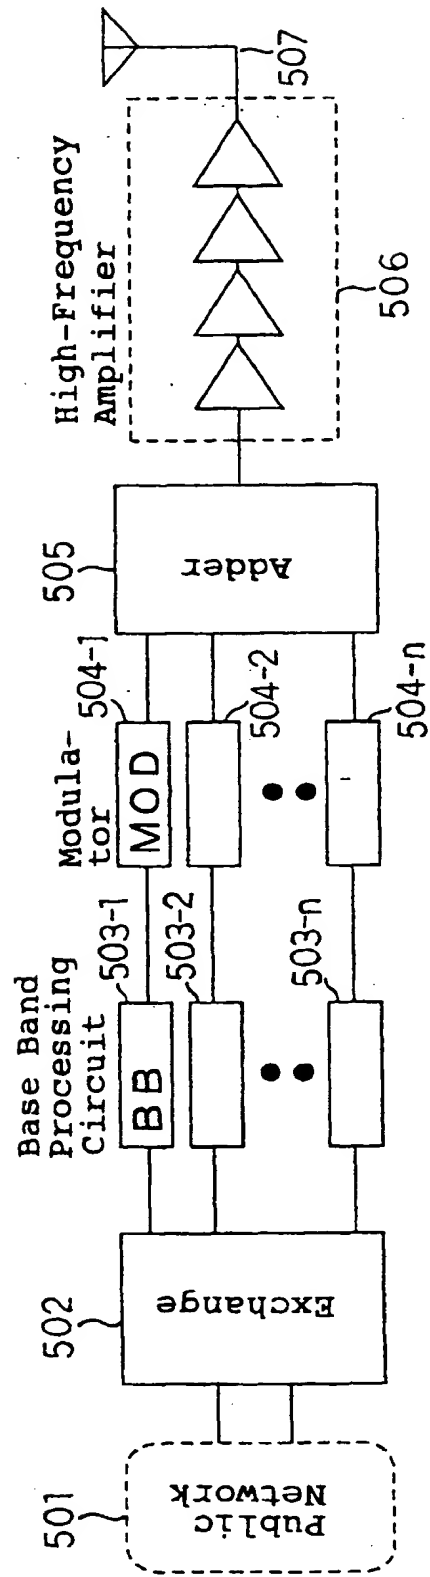 501
Public
Network
502
Exchange
Base Band
Processing
Circuit
503-1
BB
503-2
503-n
Modula-
tor
504-1
MOD
504-2
504-n
505
Adder
High-Frequency
Amplifier
506
507